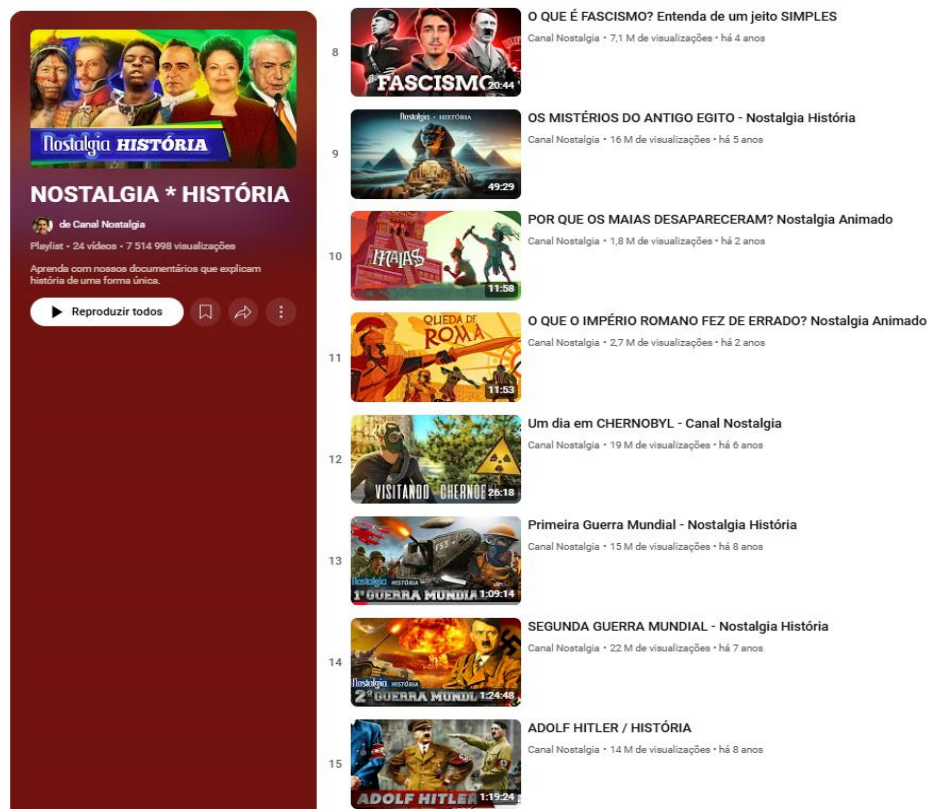 Nostalgia HISTÓRIA
NOSTALGIA * HISTÓRIA
de Canal Nostalgia
Playlist • 24 vídeos • 7 514 998 visualizações
Aprenda com nossos documentários que explicam
história de uma forma única.
Reproduzir todos
8
FASCISMO
20:44
O QUE É FASCISMO? Entenda de um jeito SIMPLES
Canal Nostalgia • 7,1 M de visualizações • há 4 anos
9
Nostalgia • HISTÓRIA
49:29
OS MISTÉRIOS DO ANTIGO EGITO - Nostalgia História
Canal Nostalgia • 16 M de visualizações • há 5 anos
10
MAIAS
11:58
POR QUE OS MAIAS DESAPARECERAM? Nostalgia Animado
Canal Nostalgia • 1,8 M de visualizações • há 2 anos
11
QUEDA DE
ROMA
11:53
O QUE O IMPÉRIO ROMANO FEZ DE ERRADO? Nostalgia Animado
Canal Nostalgia • 2,7 M de visualizações • há 2 anos
12
VISITANDO CHERNOB
26:18
Um dia em CHERNOBYL - Canal Nostalgia
Canal Nostalgia • 19 M de visualizações • há 6 anos
13
Nostalgia HISTÓRIA
1ª GUERRA MUNDIA
1:09:14
Primeira Guerra Mundial - Nostalgia História
Canal Nostalgia • 15 M de visualizações • há 8 anos
14
Nostalgia HISTÓRIA
2ª GUERRA MUNDI
1:24:48
SEGUNDA GUERRA MUNDIAL - Nostalgia História
Canal Nostalgia • 22 M de visualizações • há 7 anos
15
ADOLF HITLER
1:19:24
ADOLF HITLER / HISTÓRIA
Canal Nostalgia • 14 M de visualizações • há 8 anos